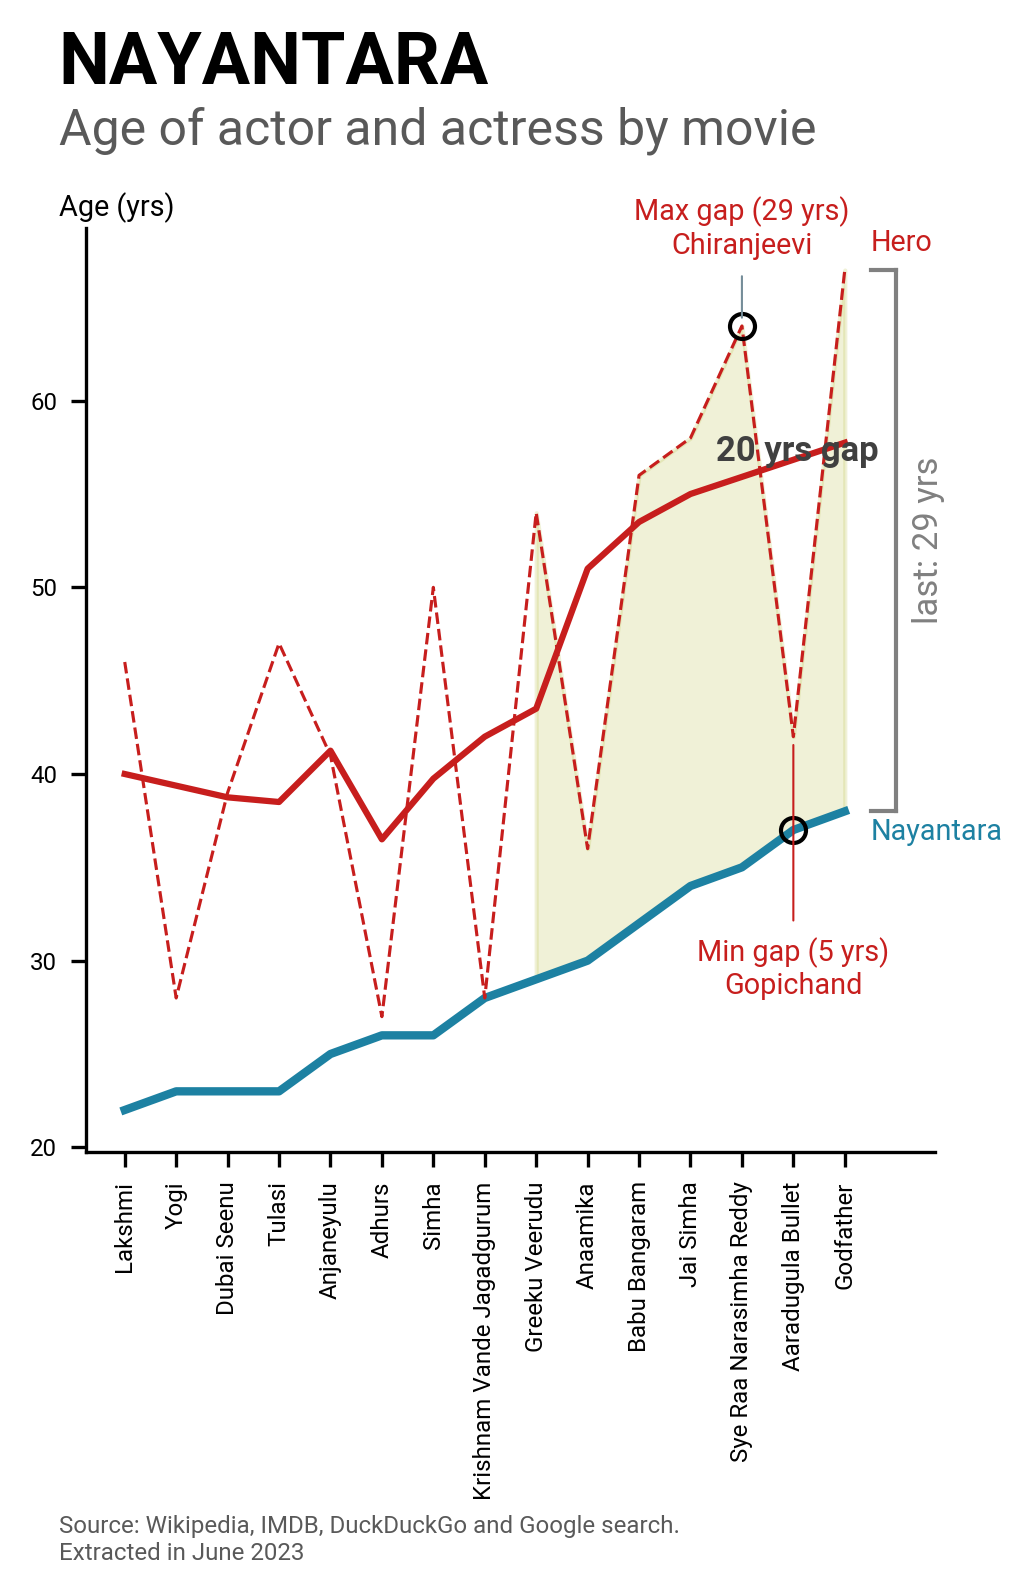 NAYANTARA
Age of actor and actress by movie
Age (yrs)
Max gap (29 yrs)
Chiranjeevi
Hero
60
20 yrs gap
last: 29 yrs
50
40
Nayantara
30
Min gap (5 yrs)
Gopichand
20
Lakshmi
Yogi
Dubai Seenu
Tulasi
Anjaneyulu
Adhurs
Simha
Krishnam Vande Jagadgurum
Greeku Veerudu
Anaamika
Babu Bangaram
Jai Simha
Sye Raa Narasimha Reddy
Aaradugula Bullet
Godfather
Source: Wikipedia, IMDB, DuckDuckGo and Google search.
Extracted in June 2023